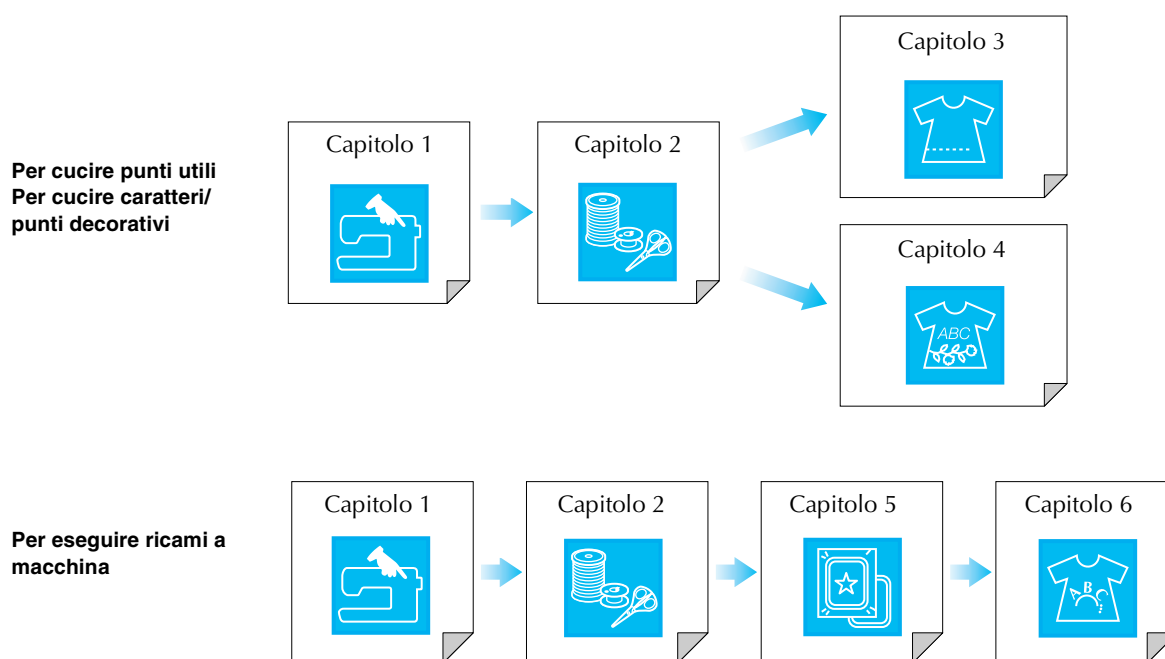 Per cucire punti utili
Per cucire caratteri/
punti decorativi
Capitolo 1
Capitolo 2
Capitolo 3
Capitolo 4
ABC
Per eseguire ricami a
macchina
Capitolo 1
Capitolo 2
Capitolo 5
Capitolo 6
ABC